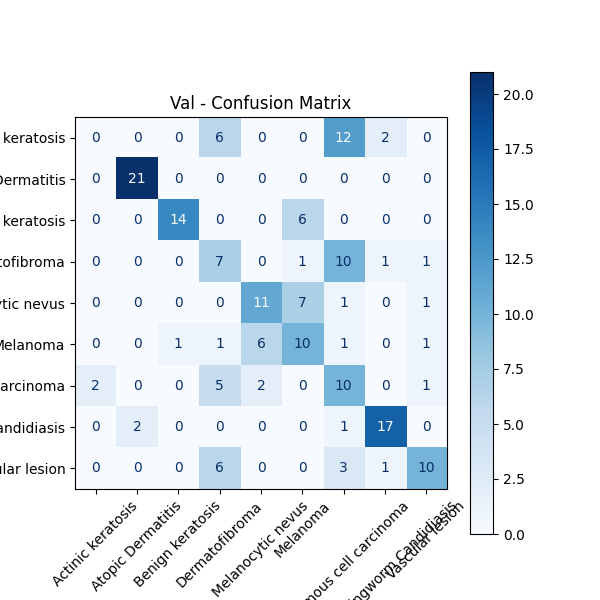 Val - Confusion Matrix
keratosis 0 0 0 6 0 0 12 2 0
Dermatitis 0 21 0 0 0 0 0 0 0
keratosis 0 0 14 0 0 6 0 0 0
tofibroma 0 0 0 7 0 1 10 1 1
ytic nevus 0 0 0 0 11 7 1 0 1
Melanoma 0 0 1 1 6 10 1 0 1
arcinoma 2 0 0 5 2 0 10 0 1
andidiasis 0 2 0 0 0 0 1 17 0
ular lesion 0 0 0 6 0 0 3 1 10
Actinic keratosis
Atopic Dermatitis
Benign keratosis
Dermatofibroma
Melanocytic nevus
Melanoma
mous cell carcinoma
ngworm Candidiasis
Vascular lesion
20.0
17.5
15.0
12.5
10.0
7.5
5.0
2.5
0.0